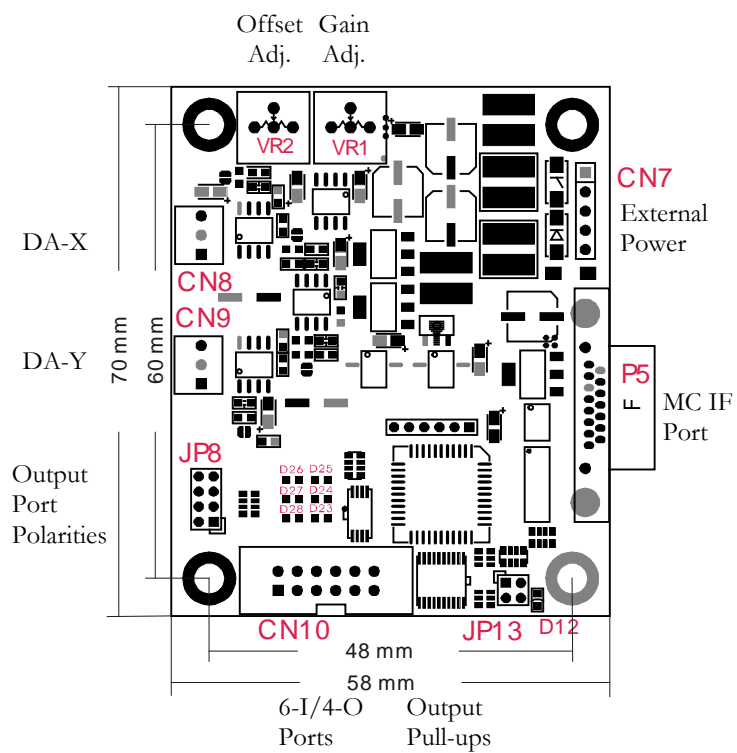 Offset
Adj.
Gain
Adj.
VR2
VR1
CN7
External
Power
DA-X
CN8
CN9
DA-Y
70 mm
60 mm
P5
F
MC IF
Port
JP8
Output
Port
Polarities
D26 D25
D27 D24
D28 D23
CN10
JP13
D12
48 mm
58 mm
6-I/4-O
Ports
Output
Pull-ups